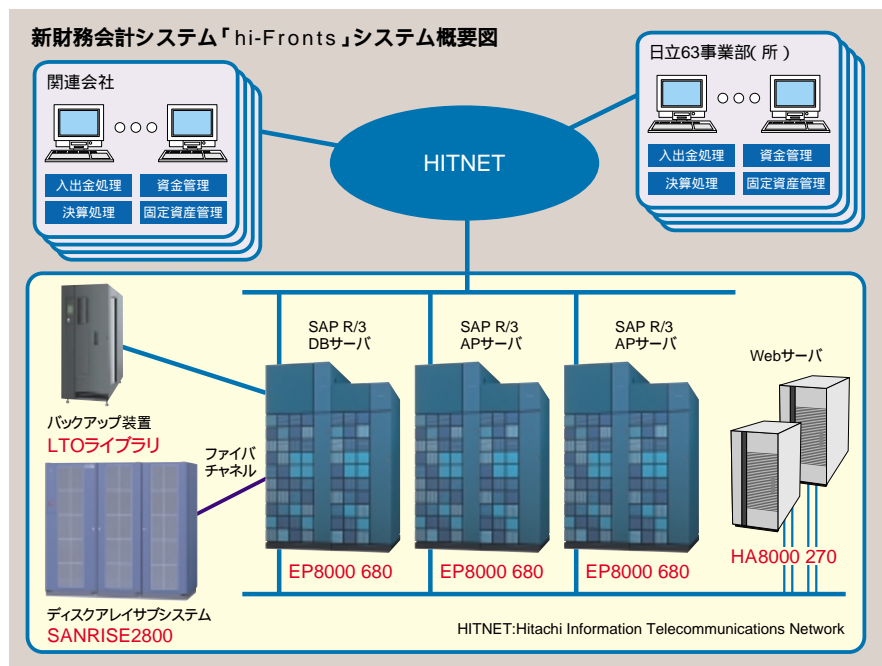 新財務会計システム「hi-Fronts」システム概要図
関連会社
入出金処理 資金管理
決算処理 固定資産管理
HITNET
日立63事業部(所)
入出金処理 資金管理
決算処理 固定資産管理
バックアップ装置
LTOライブラリ
ファイバ
チャネル
ディスクアレイサブシステム
SANRISE2800
SAP R/3
DBサーバ
EP8000 680
SAP R/3
APサーバ
EP8000 680
SAP R/3
APサーバ
EP8000 680
Webサーバ
HA8000 270
HITNET:Hitachi Information Telecommunications Network